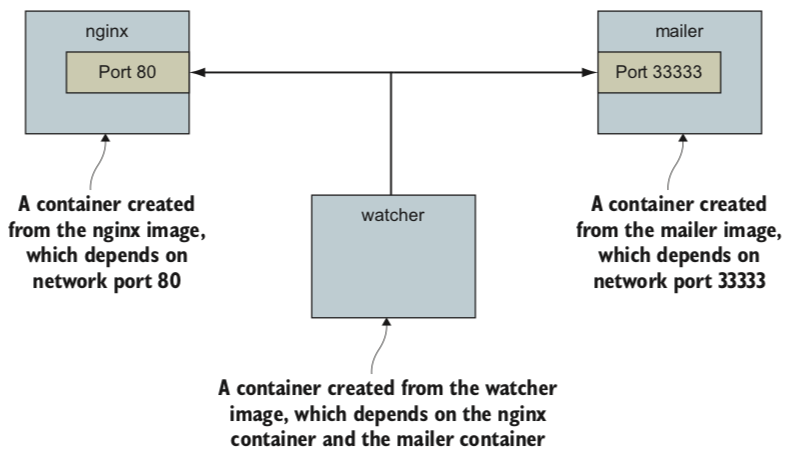 nginx
Port 80
mailer
Port 33333
A container created
from the nginx image,
which depends on
network port 80
watcher
A container created
from the mailer image,
which depends on
network port 33333
A container created from the watcher
image, which depends on the nginx
container and the mailer container